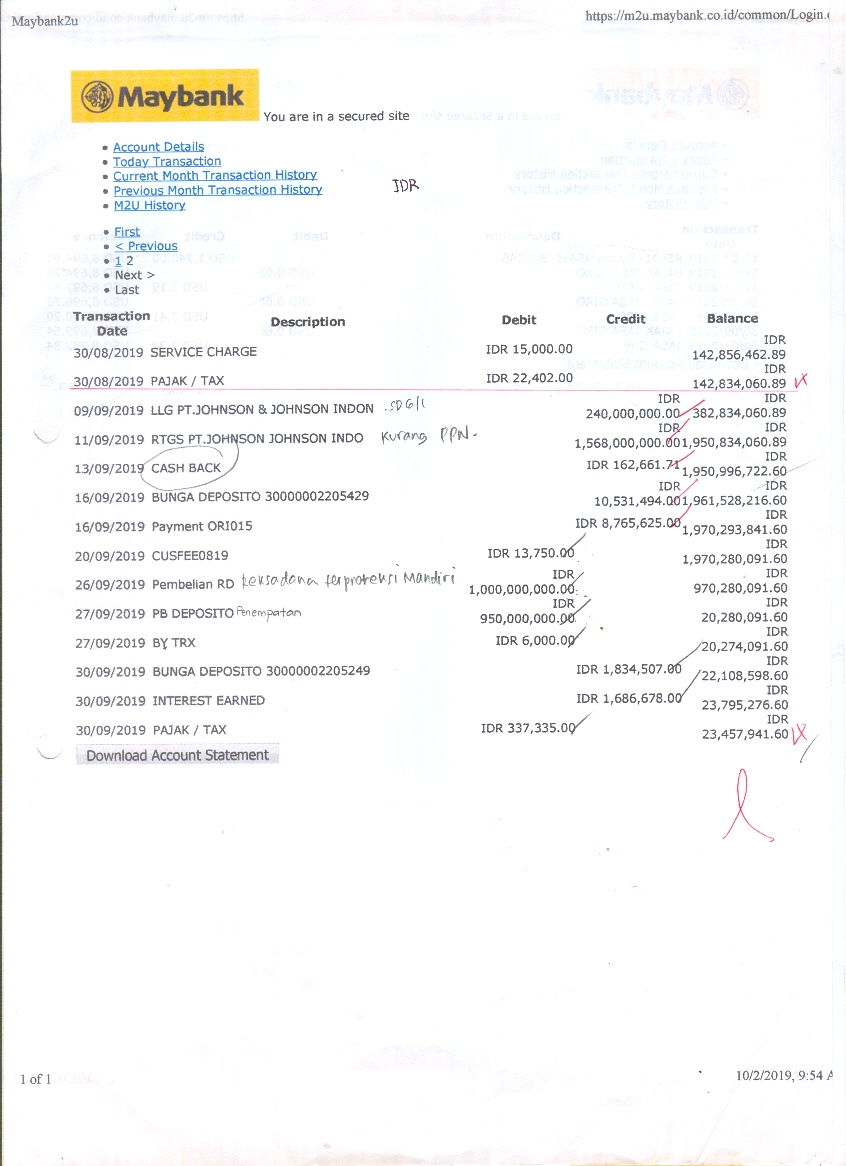 Maybank2u
https://m2u.maybank.co.id/common/Login.
Maybank
You are in a secured site
• Account Details
• Today Transaction
• Current Month Transaction History
• Previous Month Transaction History
• M2U History
IDR
• First
• < Previous
• 1 2
• Next >
• Last
Transaction Date Description Debit Credit Balance
30/08/2019 SERVICE CHARGE IDR 15,000.00 IDR 142,856,462.89
30/08/2019 PAJAK / TAX IDR 22,402.00 IDR 142,834,060.89
09/09/2019 LLG PT.JOHNSON & JOHNSON INDON IDR 240,000,000.00 IDR 382,834,060.89
11/09/2019 RTGS PT.JOHNSON JOHNSON INDO Kurang PPN. IDR 1,568,000,000.00 IDR 1,950,834,060.89
13/09/2019 CASH BACK IDR 162,661.71 IDR 1,950,996,722.60
16/09/2019 BUNGA DEPOSITO 30000002205429 IDR 10,531,494.00 IDR 1,961,528,216.60
16/09/2019 Payment ORI015 IDR 8,765,625.00 IDR 1,970,293,841.60
20/09/2019 CUSFEE0819 IDR 13,750.00 IDR 1,970,280,091.60
26/09/2019 Pembelian RD reksadana terproteksi Mandiri IDR 1,000,000,000.00 IDR 970,280,091.60
27/09/2019 PB DEPOSITO Penempatan IDR 950,000,000.00 IDR 20,280,091.60
27/09/2019 BY TRX IDR 6,000.00 IDR 20,274,091.60
30/09/2019 BUNGA DEPOSITO 30000002205249 IDR 1,834,507.00 IDR 22,108,598.60
30/09/2019 INTEREST EARNED IDR 1,686,678.00 IDR 23,795,276.60
30/09/2019 PAJAK / TAX IDR 337,335.00 IDR 23,457,941.60
Download Account Statement
1 of 1
10/2/2019, 9:54 A